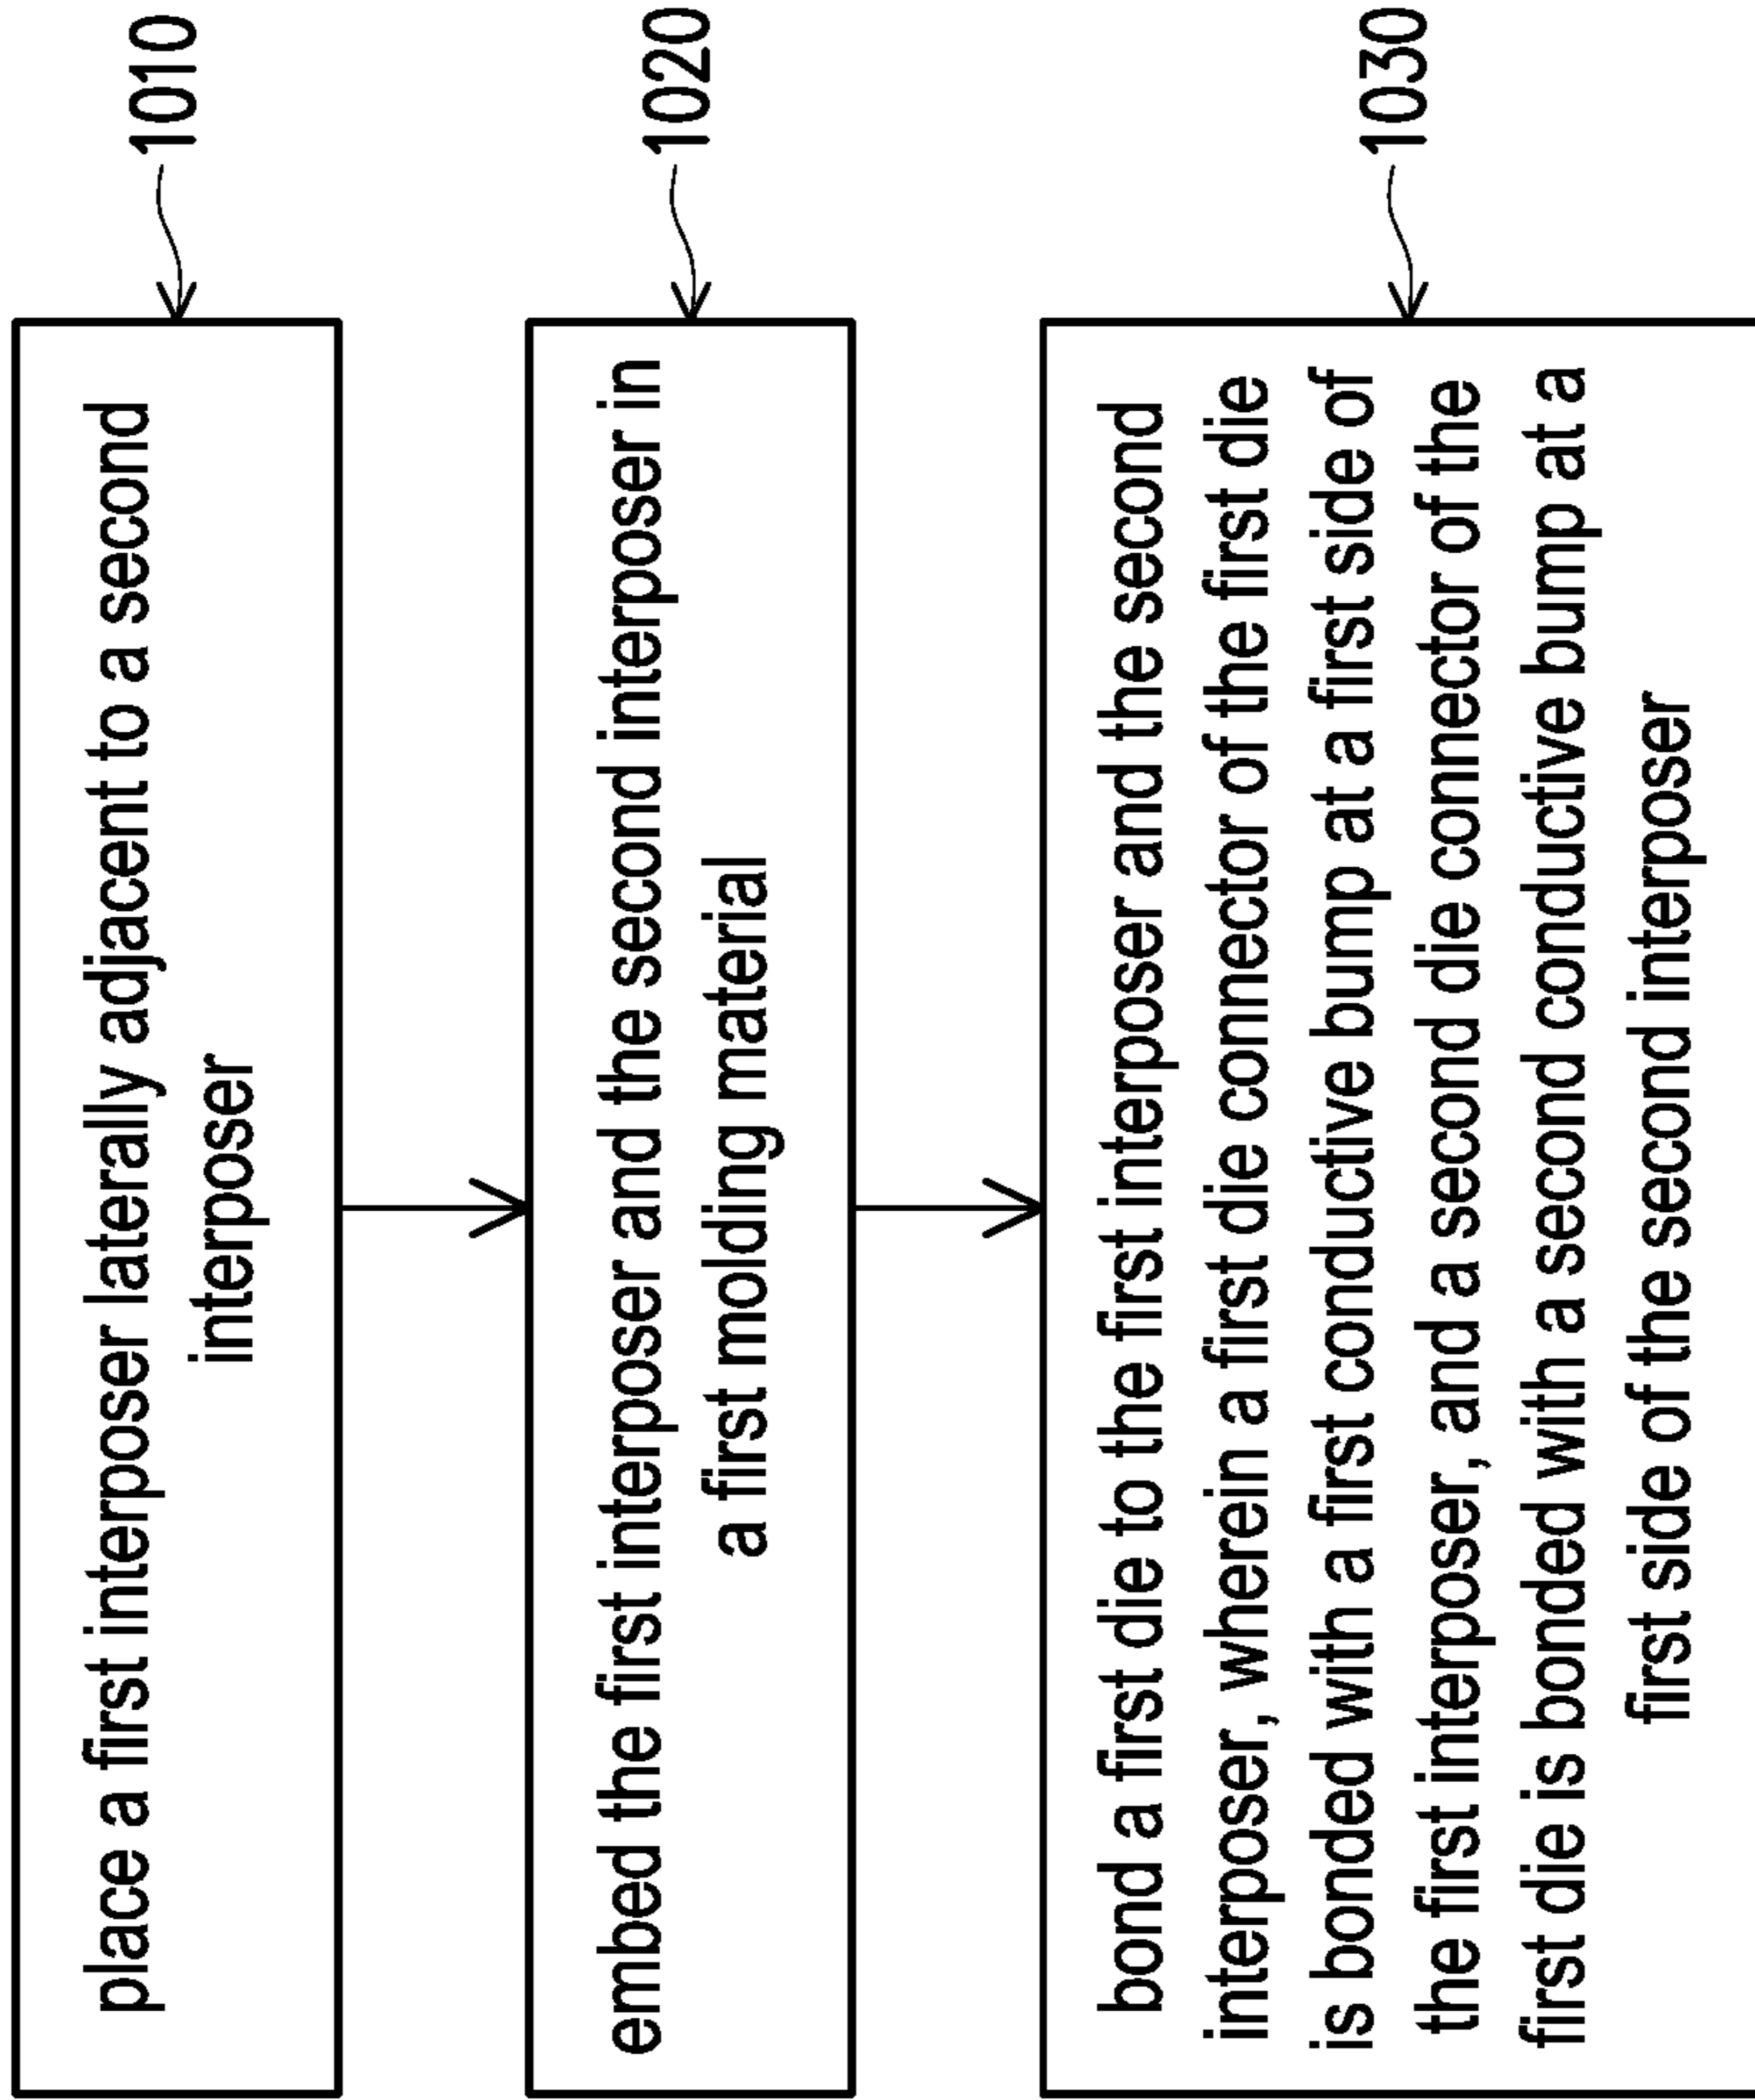 place a first interposer laterally adjacent to a second
interposer
1010
embed the first interposer and the second interposer in
a first molding material
1020
bond a first die to the first interposer and the second
interposer, wherein a first die connector of the first die
is bonded with a first conductive bump at a first side of
the first interposer, and a second die connector of the
first die is bonded with a second conductive bump at a
first side of the second interposer
1030